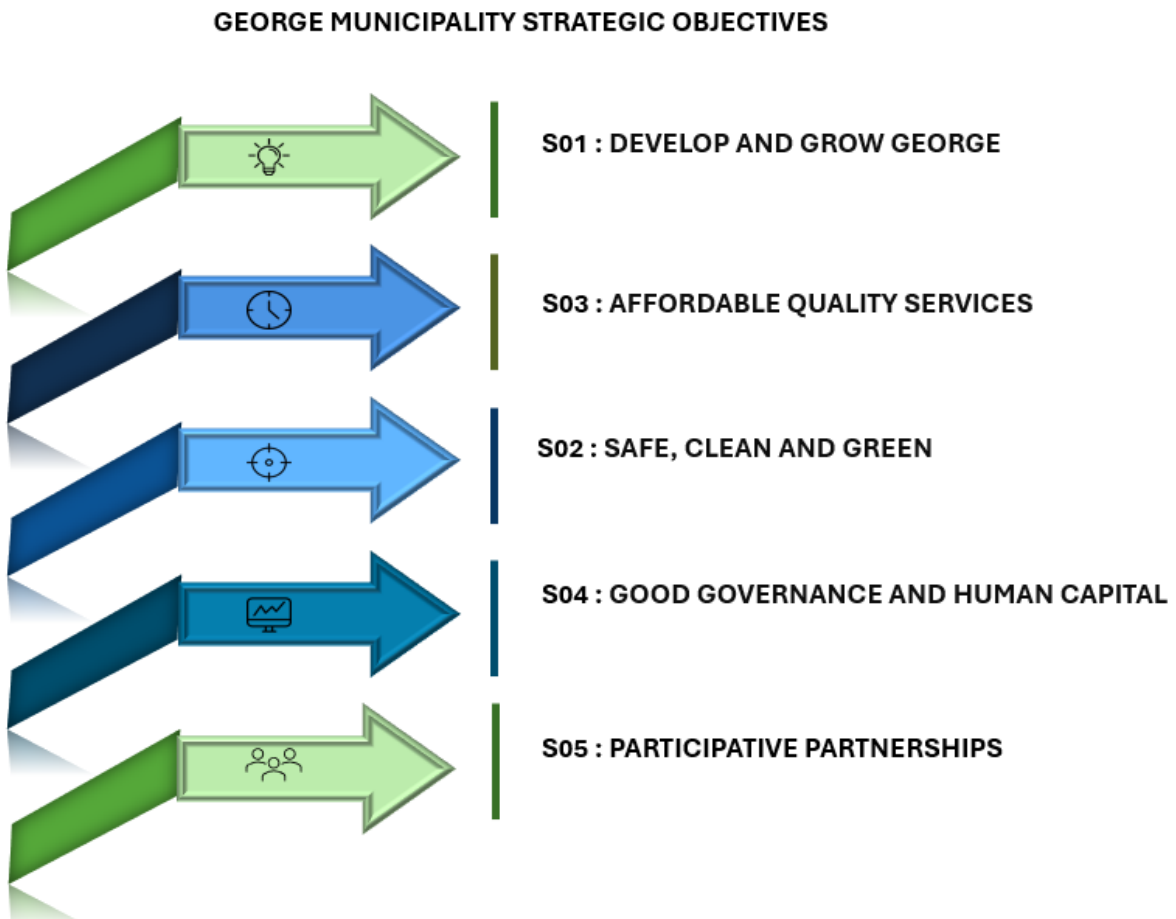 GEORGE MUNICIPALITY STRATEGIC OBJECTIVES
S01 : DEVELOP AND GROW GEORGE
S03 : AFFORDABLE QUALITY SERVICES
S02 : SAFE, CLEAN AND GREEN
S04 : GOOD GOVERNANCE AND HUMAN CAPITAL
S05 : PARTICIPATIVE PARTNERSHIPS